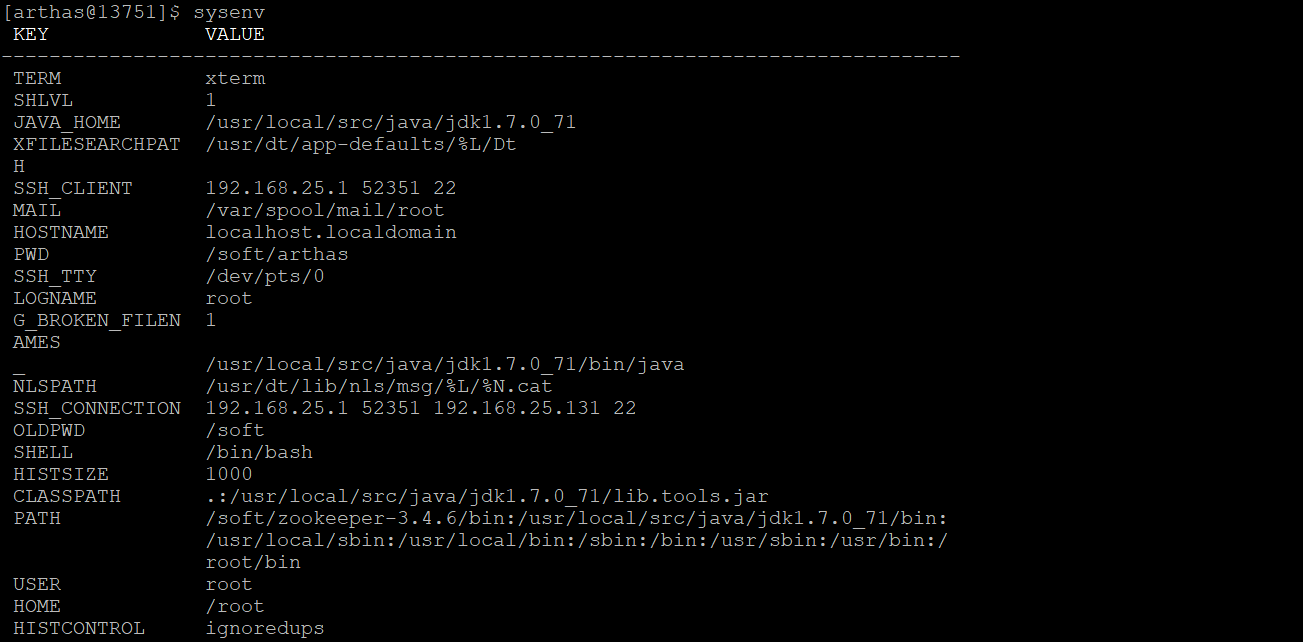 [arthas@13751]$ sysenv
KEY VALUE
--------------------------------------------------------------------------------
TERM xterm
SHLVL 1
JAVA_HOME /usr/local/src/java/jdk1.7.0_71
XFILESEARCHPAT /usr/dt/app-defaults/%L/Dt
H
SSH_CLIENT 192.168.25.1 52351 22
MAIL /var/spool/mail/root
HOSTNAME localhost.localdomain
PWD /soft/arthas
SSH_TTY /dev/pts/0
LOGNAME root
G_BROKEN_FILEN 1
AMES
_ /usr/local/src/java/jdk1.7.0_71/bin/java
NLSPATH /usr/dt/lib/nls/msg/%L/%N.cat
SSH_CONNECTION 192.168.25.1 52351 192.168.25.131 22
OLDPWD /soft
SHELL /bin/bash
HISTSIZE 1000
CLASSPATH .:/usr/local/src/java/jdk1.7.0_71/lib.tools.jar
PATH /soft/zookeeper-3.4.6/bin:/usr/local/src/java/jdk1.7.0_71/bin:
/usr/local/sbin:/usr/local/bin:/sbin:/bin:/usr/sbin:/usr/bin:/
root/bin
USER root
HOME /root
HISTCONTROL ignoredups